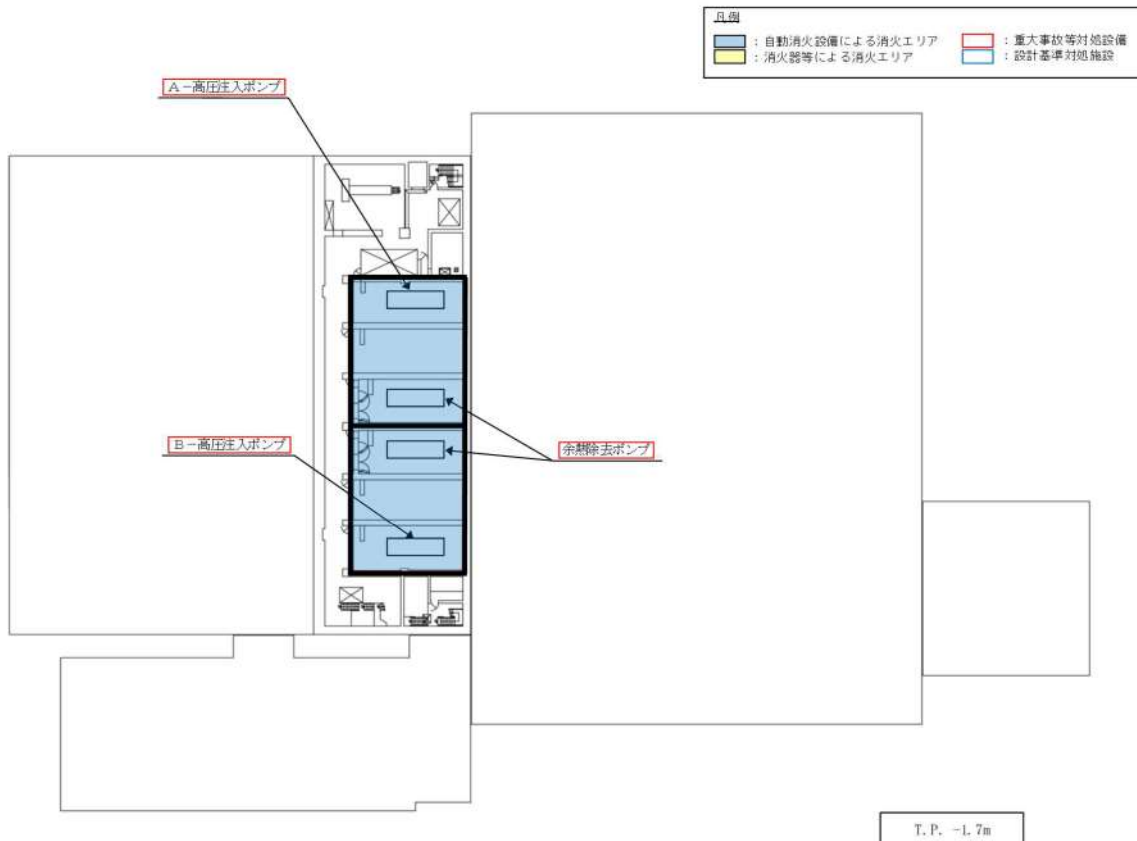 凡例
：自動消火設備による消火エリア
：重大事故等対処設備
：消火器等による消火エリア
：設計基準対処施設
A－高圧注入ポンプ
B－高圧注入ポンプ
余熱除去ポンプ
T.P. -1.7m